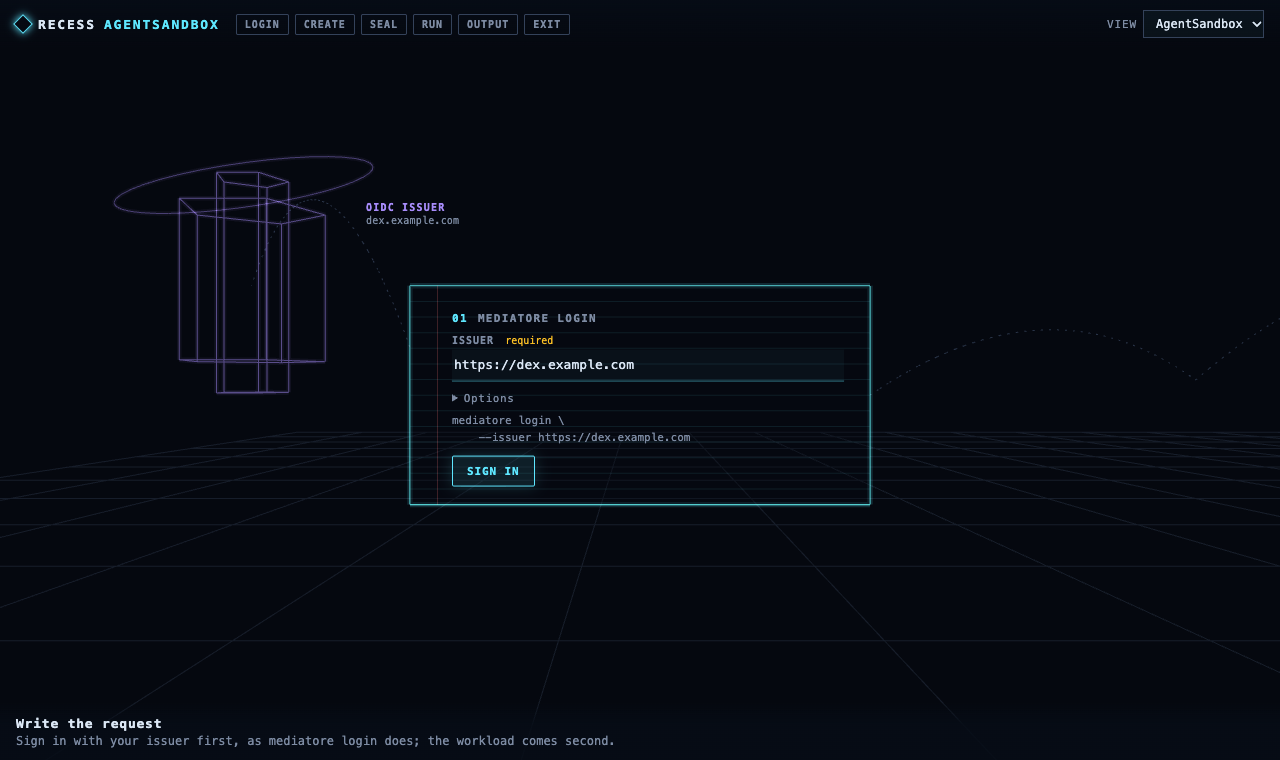 RECESS AGENTSANDBOX LOGIN CREATE SEAL RUN OUTPUT EXIT VIEW AgentSandbox
OIDC ISSUER
dex.example.com
01 MEDIATORE LOGIN
ISSUER required
https://dex.example.com
Options
mediatore login \
--issuer https://dex.example.com
SIGN IN
Write the request
Sign in with your issuer first, as mediatore login does; the workload comes second.